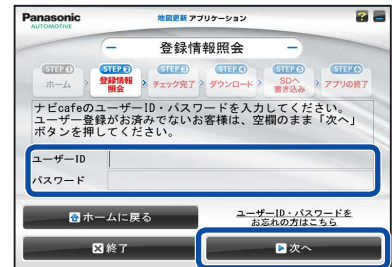 Panasonic
AUTOMOTIVE
地図更新 アプリケーション
? −
− 登録情報照会 −
STEP① STEP② STEP③ STEP④ STEP⑤ STEP⑥
ホーム > 登録情報照会 > チェック完了 > ダウンロード > SDへ書き込み > アプリの終了
ナビcafeのユーザーID・パスワードを入力してください。
ユーザー登録がお済みでないお客様は、空欄のまま「次へ」
ボタンを押してください。
ユーザーID
パスワード
ホームに戻る
ユーザーID・パスワードを
お忘れの方はこちら
終了
次へ